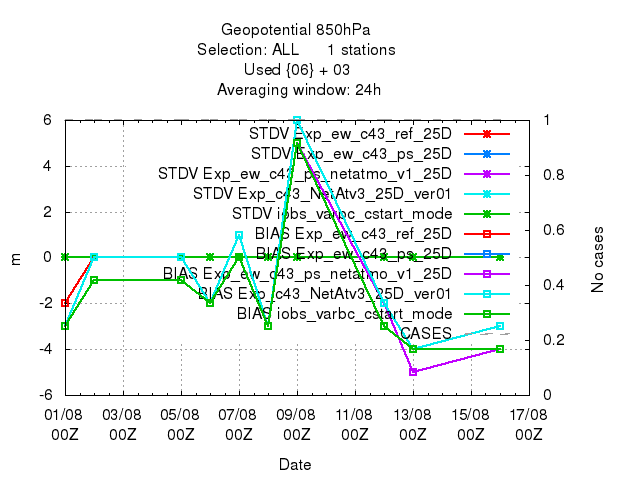 Geopotential 850hPa
Selection: ALL 1 stations
Used {06} + 03
Averaging window: 24h
6 1
STDV Exp_ew_c43_ref_25D
STDV Exp_ew_c43_ps_25D
4
STDV Exp_ew_c43_ps_netatmo_v1_25D
0.8
STDV Exp_c43_NetAtv3_25D_ver01
2
STDV iobs_varbc_cstart_mode
0.6
BIAS Exp_ew_c43_ref_25D
m 0 No cases
BIAS Exp_ew_c43_ps_25D
BIAS Exp_ew_c43_ps_netatmo_v1_25D
0.4
BIAS Exp_c43_NetAtv3_25D_ver01
-2
BIAS iobs_varbc_cstart_mode
CASES
0.2
-4
-6 0
01/08 03/08 05/08 07/08 09/08 11/08 13/08 15/08 17/08
00Z 00Z 00Z 00Z 00Z 00Z 00Z 00Z 00Z
Date